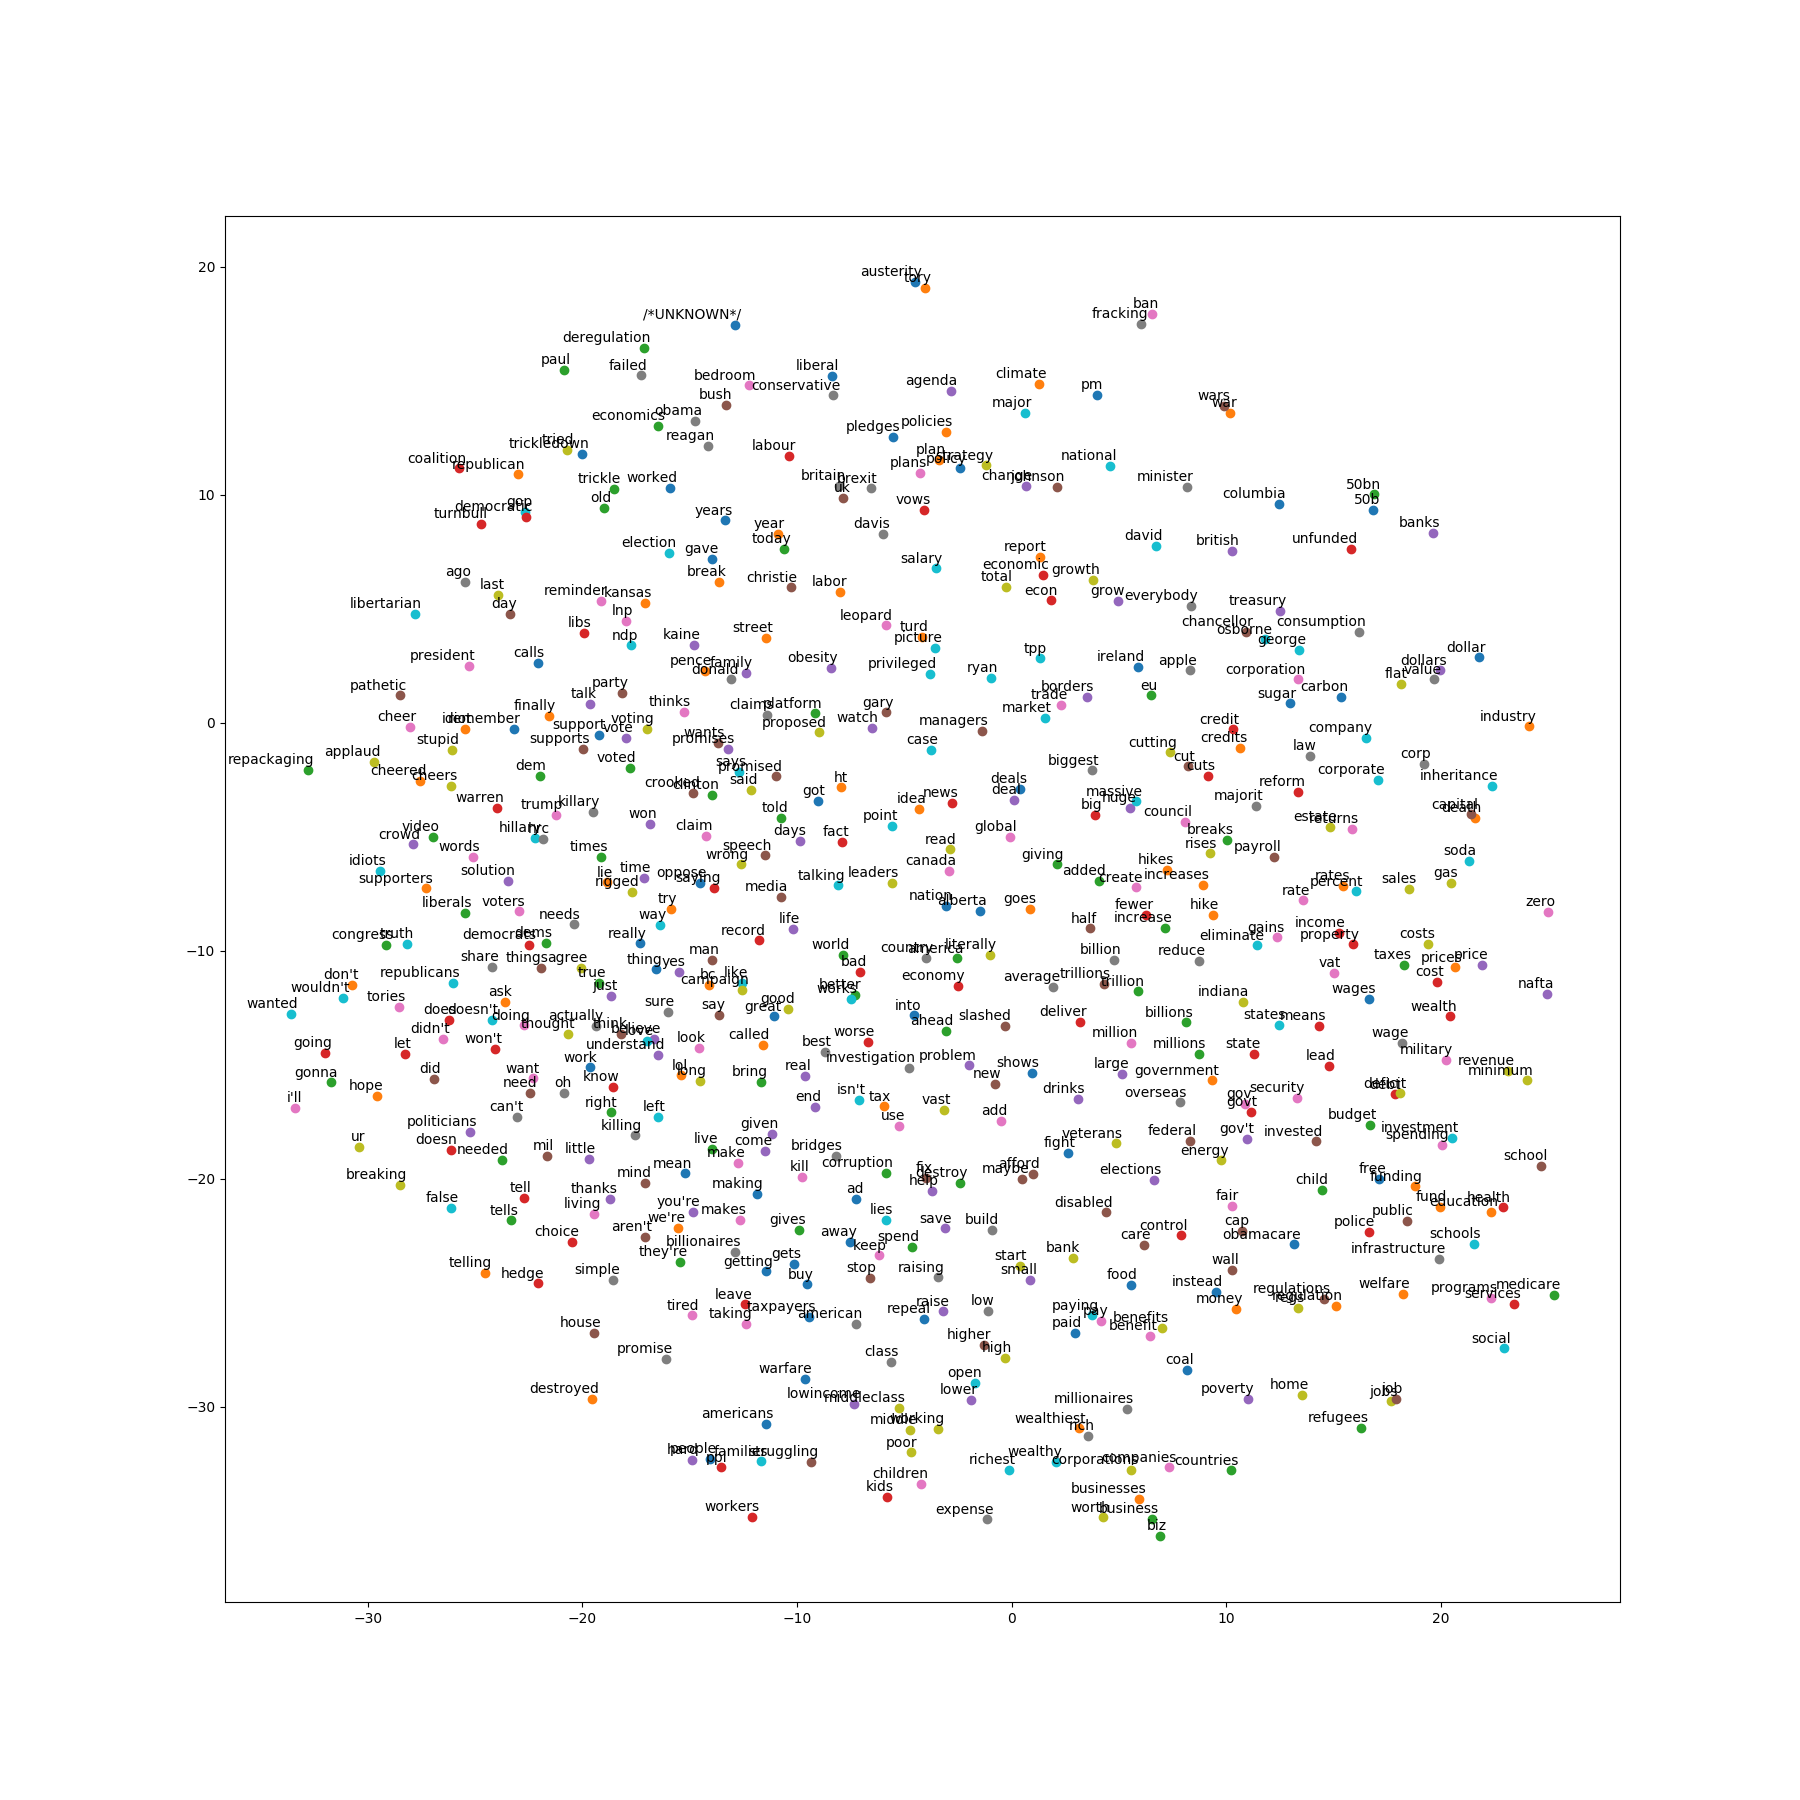 austerity
tory
20
ban
fracking
/*UNKNOWN*/
deregulation
paul
failed
liberal
bedroom
conservative
agenda
climate
pm
bush
major
wars
war
economics
obama
reagan
pledges
policies
trickledown
tried
labour
plan
policy
strategy
national
coalition
republican
plans
trickle
worked
britain
uk
brexit
change
johnson
minister
50bn
50b
10
old
columbia
gop
democratic
turnbull
vows
years
year
today
davis
banks
election
gave
david
british
unfunded
report
salary
economic
growth
total
ago
last
break
christie
labor
econ
grow
everybody
reminder
kansas
libertarian
day
treasury
lnp
leopard
chancellor
osborne
consumption
libs
street
turd
picture
ndp
kaine
george
calls
tpp
president
pence
family
donald
obesity
privileged
ryan
ireland
apple
corporation
dollar
dollars
flat
value
pathetic
party
eu
borders
sugar
carbon
talk
thinks
trade
finally
claims
platform
gary
market
cheer
idiot
remember
support
vote
voting
proposed
watch
managers
credit
industry
0
stupid
supports
wants
promises
case
credits
company
applaud
cutting
law
repackaging
cheered
cheers
dem
voted
says
promised
biggest
cut
cuts
corp
corporate
inheritance
crooked
clinton
said
ht
deals
deal
reform
warren
trump
killary
got
idea
news
massive
huge
majorit
capital
death
big
council
won
told
point
estate
returns
crowd
video
hillary
hrc
claim
days
fact
global
breaks
idiots
words
times
speech
wrong
read
giving
rises
payroll
soda
canada
supporters
solution
lie
rigged
time
oppose
saying
talking
leaders
added
create
hikes
increases
rates
percent
sales
gas
try
media
nation
alberta
goes
rate
liberals
voters
needs
way
life
half
fewer
increase
hike
zero
congress
truth
democrats
dems
really
record
eliminate
gains
income
property
costs
−10
share
things
agree
thing
yes
man
world
bad
country
america
literally
billion
reduce
taxes
prices
price
don't
wouldn't
republicans
true
just
bc
like
campaign
better
works
economy
average
trillions
trillion
vat
cost
nafta
wanted
tories
ask
sure
say
good
great
into
indiana
wages
does
doesn't
doing
thought
actually
think
believe
love
ahead
slashed
deliver
billions
states
means
wealth
going
let
didn't
won't
understand
look
called
best
worse
million
wage
gonna
did
want
work
lol
long
bring
real
investigation
problem
shows
millions
state
lead
military
i'll
hope
need
oh
know
end
isn't
tax
new
large
government
revenue
minimum
can't
right
left
use
vast
add
drinks
overseas
gov
govt
security
deficit
debt
politicians
killing
given
budget
ur
doesn
needed
mil
little
live
come
make
bridges
fight
veterans
federal
gov't
invested
investment
spending
energy
breaking
mind
mean
kill
corruption
fix
help
destroy
maybe
afford
elections
free
funding
school
false
tell
thanks
living
making
ad
child
tells
you're
makes
lies
disabled
fair
fund
education
health
−20
choice
aren't
we're
gives
save
build
cap
control
police
public
billionaires
they're
away
keep
spend
care
obamacare
schools
telling
hedge
simple
getting
gets
buy
stop
raising
start
small
bank
wall
infrastructure
food
instead
regulations
regs
regulation
welfare
programs
services
medicare
tired
leave
taking
taxpayers
american
repeal
raise
low
paying
pay
paid
benefits
benefit
money
house
social
promise
class
higher
high
warfare
open
coal
destroyed
lowincome
middleclass
lower
millionaires
poverty
home
jobs
job
−30
americans
middle
working
wealthiest
rich
refugees
hard
people
ppl
families
struggling
poor
richest
wealthy
corporations
companies
countries
children
kids
workers
expense
businesses
worth
business
biz
−30
−20
−10
0
10
20